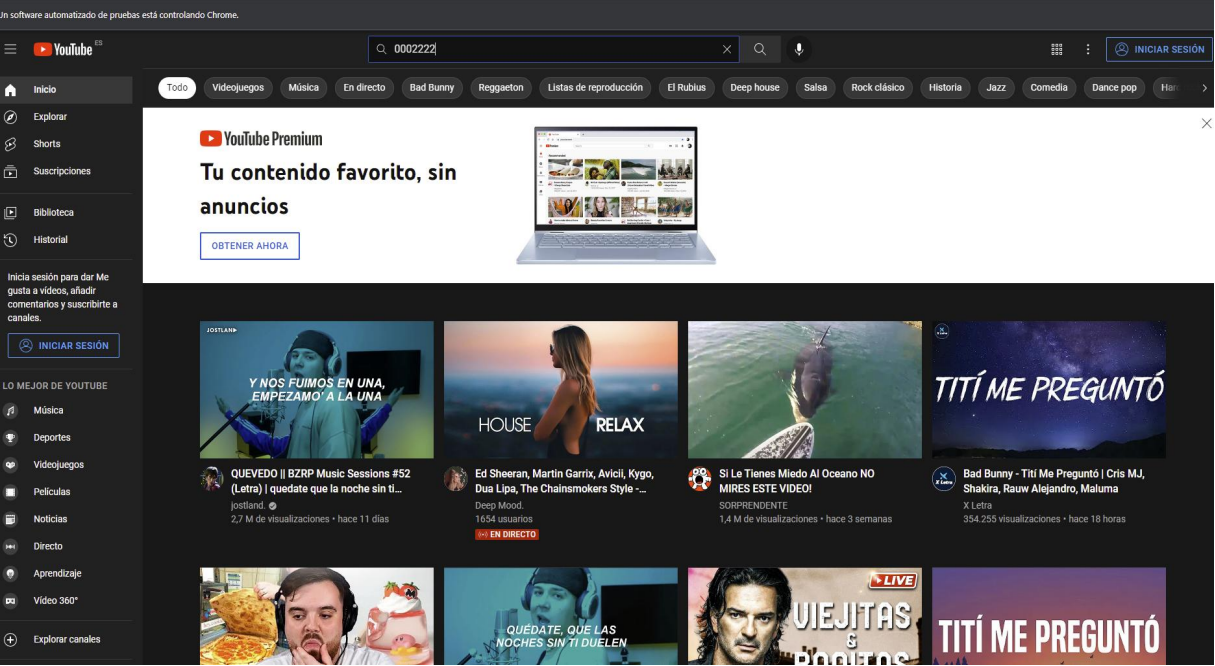 Un software automatizado de pruebas está controlando Chrome.
YouTube ES
0002222
INICIAR SESIÓN
Inicio
Explorar
Shorts
Suscripciones
Biblioteca
Historial
Inicia sesión para dar Me
gusta a vídeos, añadir
comentarios y suscribirte a
canales.
INICIAR SESIÓN
LO MEJOR DE YOUTUBE
Música
Deportes
Videojuegos
Películas
Noticias
Directo
Aprendizaje
Vídeo 360°
Explorar canales
Todo
Videojuegos
Música
En directo
Bad Bunny
Reggaeton
Listas de reproducción
El Rubius
Deep house
Salsa
Rock clásico
Historia
Jazz
Comedia
Dance pop
YouTube Premium
Tu contenido favorito, sin
anuncios
OBTENER AHORA
JOSTLAND
Y NOS FUIMOS EN UNA,
EMPEZAMO' A LA UNA
QUEVEDO || BZRP Music Sessions #52
(Letra) | quedate que la noche sin ti...
jostland.
2,7 M de visualizaciones • hace 11 días
HOUSE RELAX
Ed Sheeran, Martin Garrix, Avicii, Kygo,
Dua Lipa, The Chainsmokers Style -...
Deep Mood.
1654 usuarios
EN DIRECTO
Si Le Tienes Miedo Al Oceano NO
MIRES ESTE VIDEO!
SORPRENDENTE
1,4 M de visualizaciones • hace 3 semanas
TITÍ ME PREGUNTÓ
Bad Bunny - Tití Me Preguntó | Cris MJ,
Shakira, Rauw Alejandro, Maluma
X Letra
354.255 visualizaciones • hace 18 horas
QUÉDATE, QUE LAS
NOCHES SIN TI DUELEN
LIVE
VIEJITAS
&
BONITAS
TITÍ ME PREGUNTÓ